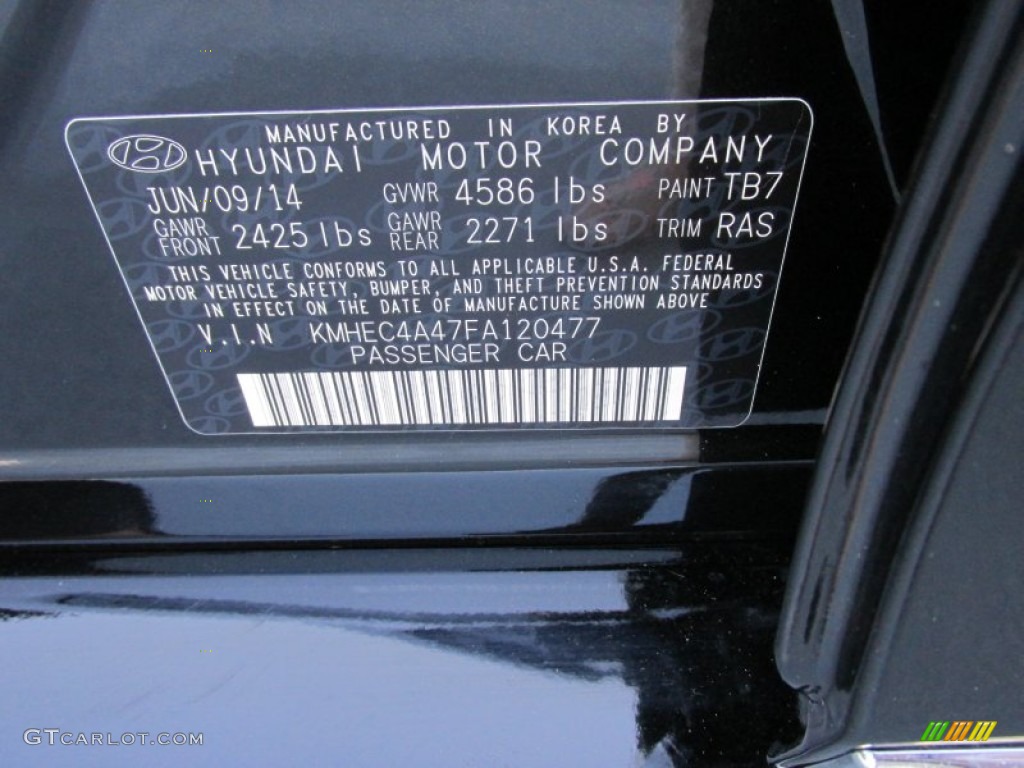 MANUFACTURED IN KOREA BY
HYUNDAI MOTOR COMPANY
JUN/09/14 GVWR 4586 lbs PAINT TB7
GAWR FRONT 2425 lbs GAWR REAR 2271 lbs TRIM RAS
THIS VEHICLE CONFORMS TO ALL APPLICABLE U.S.A. FEDERAL
MOTOR VEHICLE SAFETY, BUMPER, AND THEFT PREVENTION STANDARDS
IN EFFECT ON THE DATE OF MANUFACTURE SHOWN ABOVE
V.I.N KMHEC4A47FA120477
PASSENGER CAR
GTCARLOT.COM